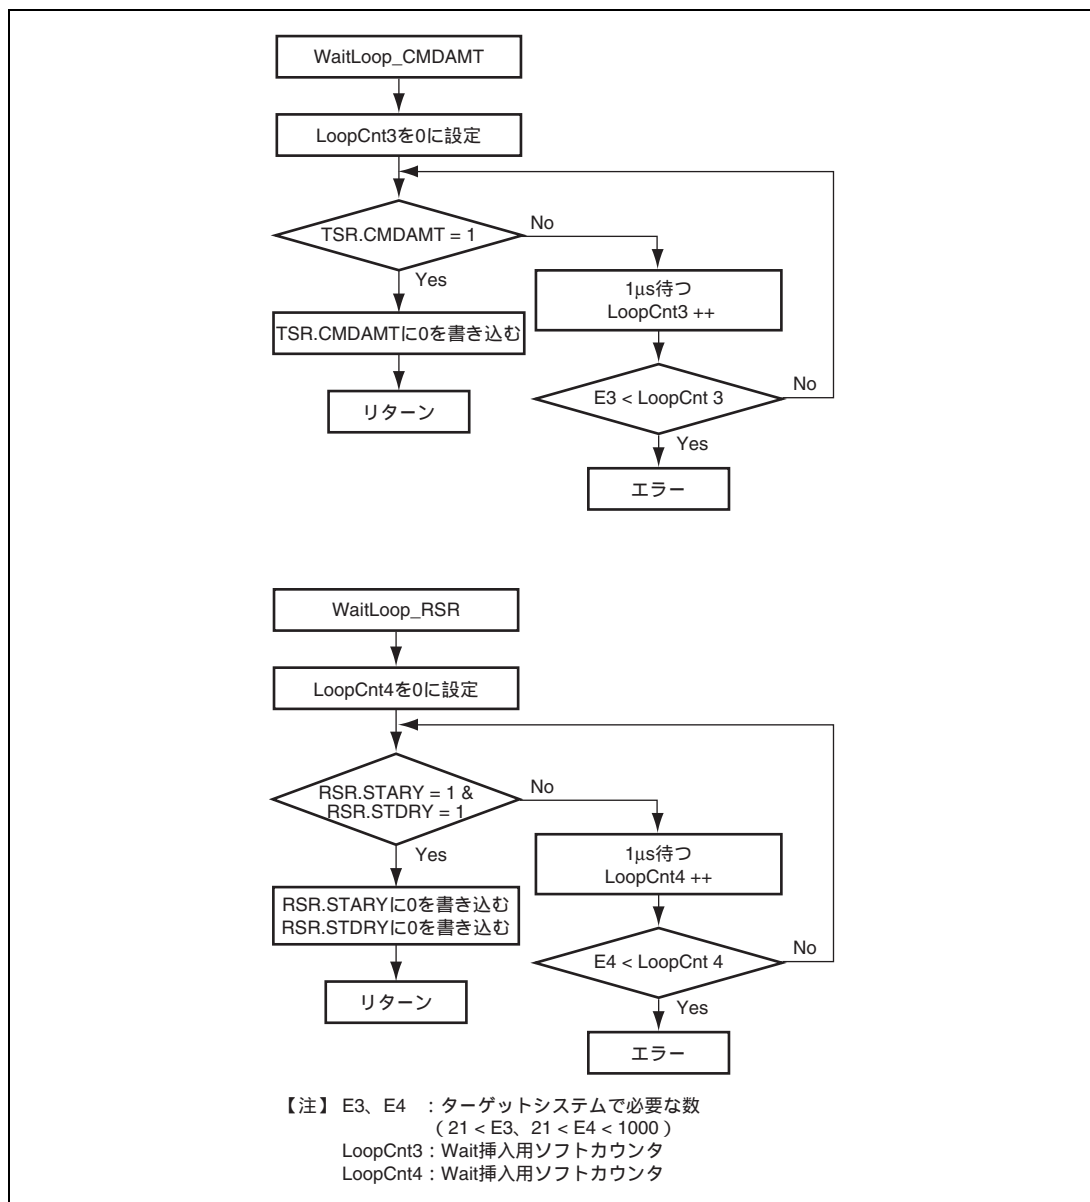 WaitLoop_CMDAMT
LoopCnt3を0に設定
TSR.CMDAMT = 1
No
Yes
1μs待つ
LoopCnt3 ++
TSR.CMDAMTに0を書き込む
E3 < LoopCnt 3
No
リターン
Yes
エラー
WaitLoop_RSR
LoopCnt4を0に設定
RSR.STARY = 1 &
RSR.STDRY = 1
No
Yes
1μs待つ
LoopCnt4 ++
RSR.STARYに0を書き込む
RSR.STDRYに0を書き込む
E4 < LoopCnt 4
No
リターン
Yes
エラー
【注】 E3、E4 ：ターゲットシステムで必要な数
（21 < E3、21 < E4 < 1000）
LoopCnt3：Wait挿入用ソフトカウンタ
LoopCnt4：Wait挿入用ソフトカウンタ